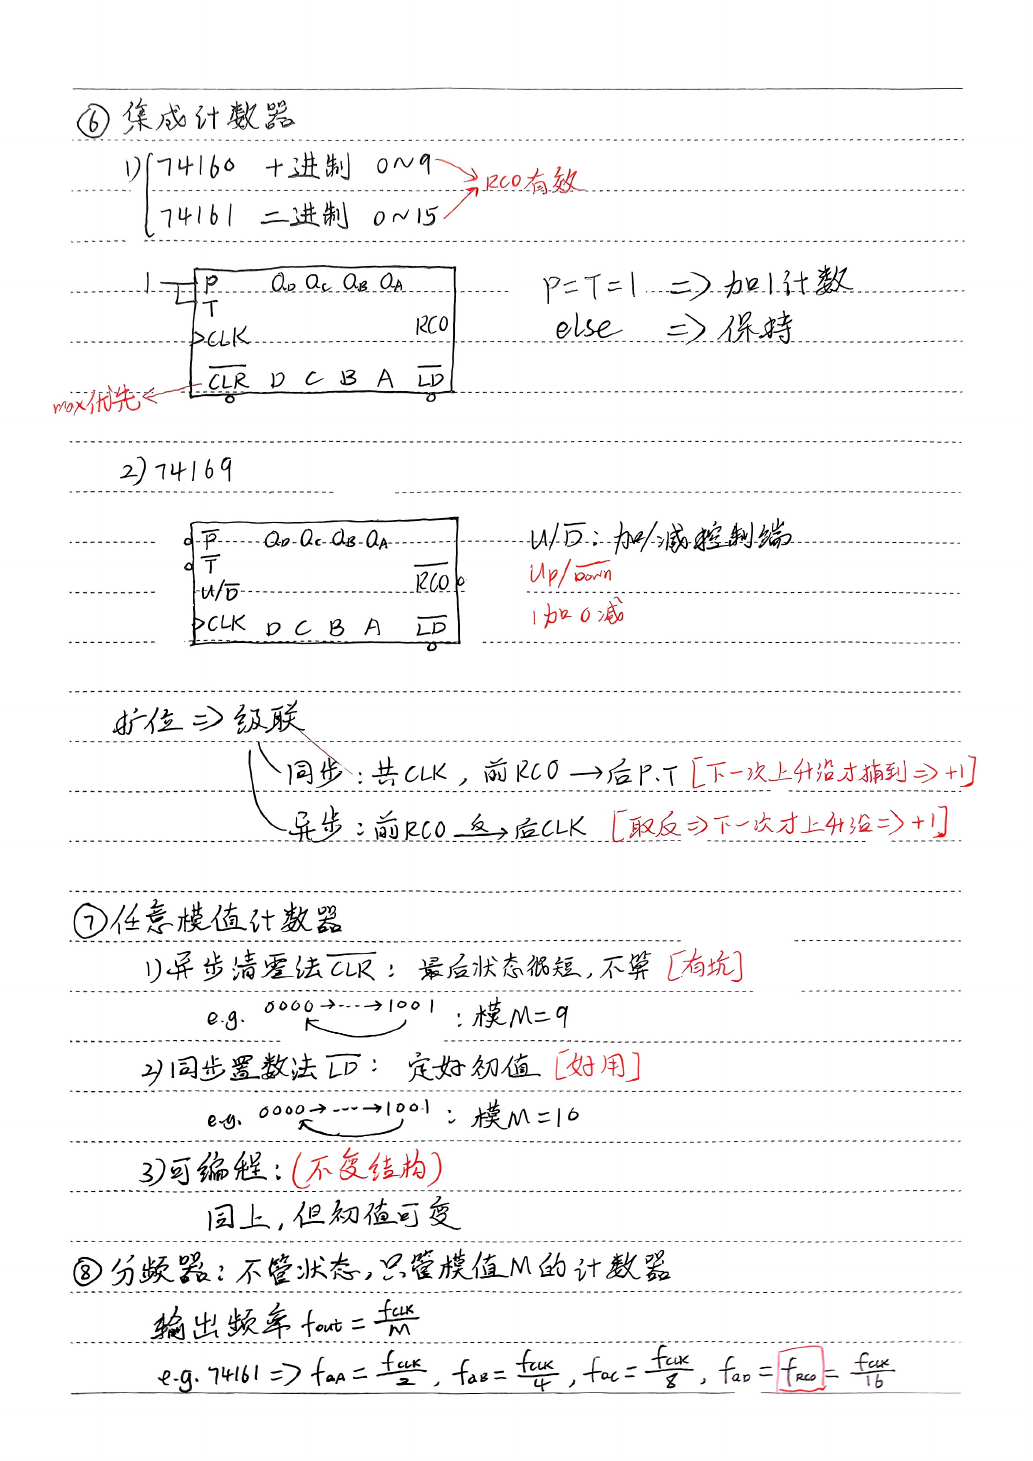 ⑥ 集成计数器
1) 74160 十进制 0~9
RCO有效
74161 二进制 0~15
1 P Q_D Q_C Q_B Q_A
T
RCO
CLK
\overline{CLR} D C B A \overline{LD}
max优先
P=T=1 => 加1计数
else => 保持
2) 74169
\overline{P} Q_D Q_C Q_B Q_A
\overline{T}
\overline{RCO}
U/\overline{D}
CLK D C B A \overline{LD}
U/\overline{D}: 加/减控制端
Up/\overline{Down}
1加0减
扩位 => 级联
同步: 共CLK, 前RCO → 后P.T [下一次上升沿才捕到 => +1]
异步: 前RCO 反→ 后CLK [取反 => 下一次才上升沿 => +1]
⑦ 任意模值计数器
1) 异步清零法\overline{CLR}: 最后状态很短, 不算 [有坑]
e.g. 0000→---→1001 : 模M=9
2) 同步置数法\overline{LD}: 定好初值 [好用]
e.g. 0000→---→1001 : 模M=10
3) 可编程: (不变结构)
同上, 但初值可变
⑧ 分频器: 不管状态, 只管模值M的计数器
输出频率 f_{out} = \frac{f_{CLK}}{M}
e.g. 74161 => f_{QA} = \frac{f_{CLK}}{2}, f_{QB} = \frac{f_{CLK}}{4}, f_{QC} = \frac{f_{CLK}}{8}, f_{QD} = f_{RCO} = \frac{f_{CLK}}{16}